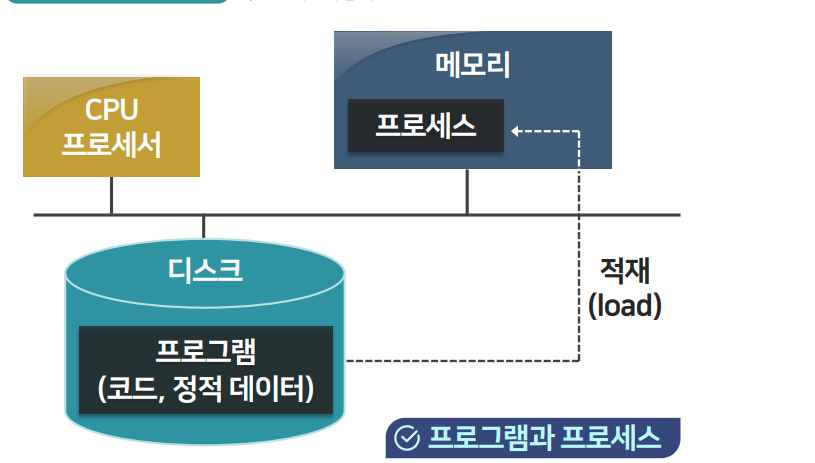 메모리
CPU
프로세서
프로세스
디스크
적재
(load)
프로그램
(코드, 정적 데이터)
프로그램과 프로세스